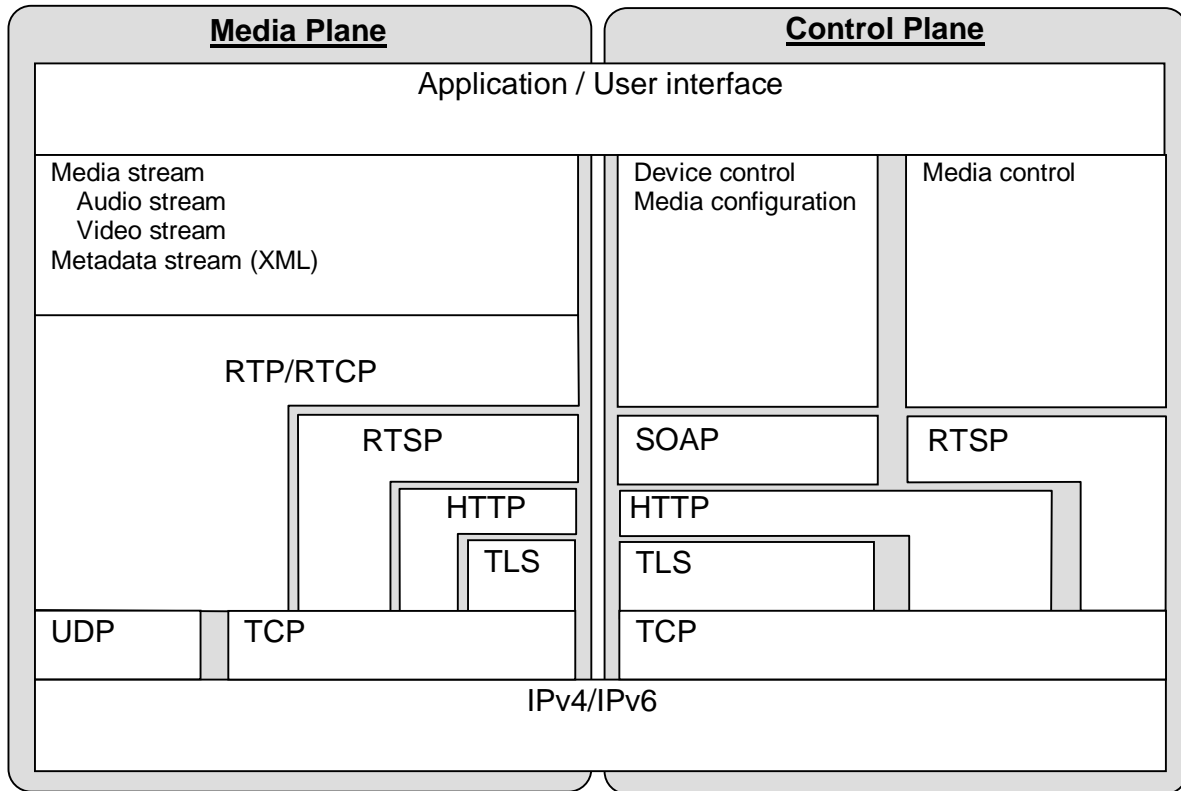 Media Plane
Control Plane
Application / User interface
Media stream
Audio stream
Video stream
Metadata stream (XML)
Device control
Media configuration
Media control
RTP/RTCP
RTSP
SOAP
RTSP
HTTP
HTTP
TLS
TLS
UDP
TCP
TCP
IPv4/IPv6